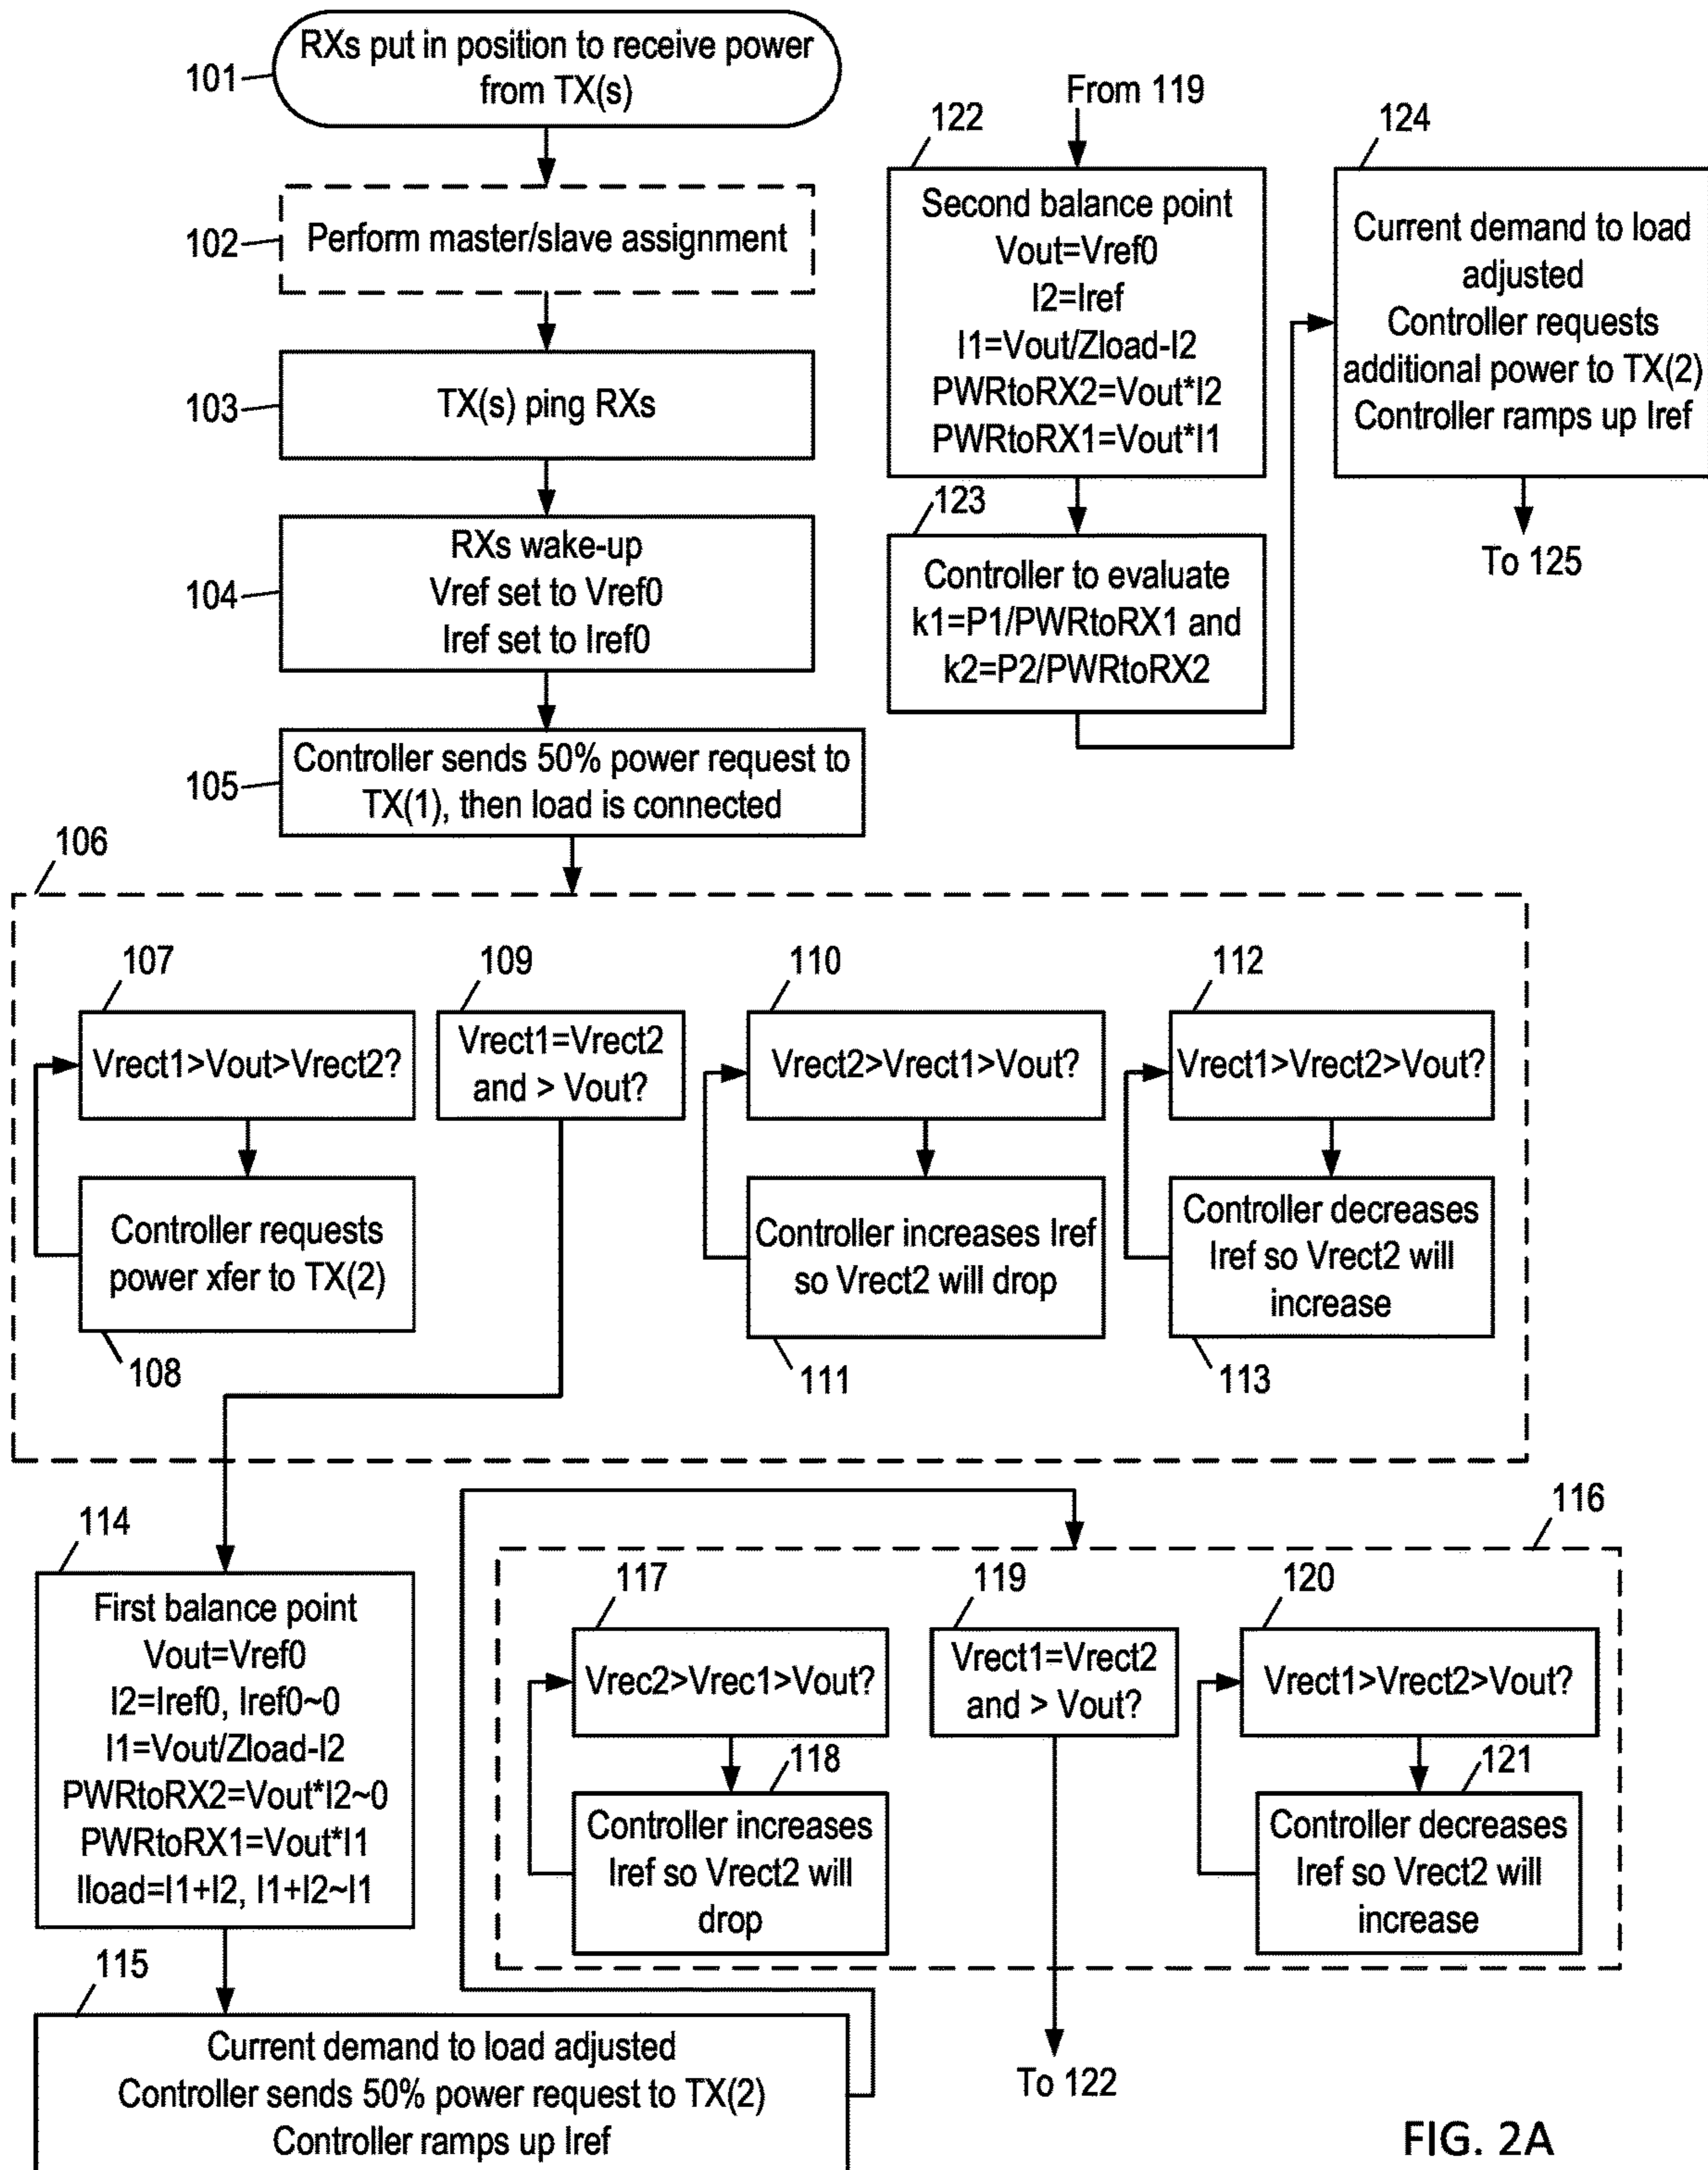 101
RXs put in position to receive power
from TX(s)
102
Perform master/slave assignment
103
TX(s) ping RXs
104
RXs wake-up
Vref set to Vref0
Iref set to Iref0
105
Controller sends 50% power request to
TX(1), then load is connected
106
107
Vrect1>Vout>Vrect2?
Controller requests
power xfer to TX(2)
108
109
Vrect1=Vrect2
and > Vout?
110
Vrect2>Vrect1>Vout?
Controller increases Iref
so Vrect2 will drop
111
112
Vrect1>Vrect2>Vout?
Controller decreases
Iref so Vrect2 will
increase
113
114
First balance point
Vout=Vref0
I2=Iref0, Iref0~0
I1=Vout/Zload-I2
PWRtoRX2=Vout*I2~0
PWRtoRX1=Vout*I1
Iload=I1+I2, I1+I2~I1
115
Current demand to load adjusted
Controller sends 50% power request to TX(2)
Controller ramps up Iref
116
117
Vrec2>Vrec1>Vout?
118
Controller increases
Iref so Vrect2 will
drop
119
Vrect1=Vrect2
and > Vout?
To 122
120
Vrect1>Vrect2>Vout?
121
Controller decreases
Iref so Vrect2 will
increase
From 119
122
Second balance point
Vout=Vref0
I2=Iref
I1=Vout/Zload-I2
PWRtoRX2=Vout*I2
PWRtoRX1=Vout*I1
123
Controller to evaluate
k1=P1/PWRtoRX1 and
k2=P2/PWRtoRX2
124
Current demand to load
adjusted
Controller requests
additional power to TX(2)
Controller ramps up Iref
To 125
FIG. 2A